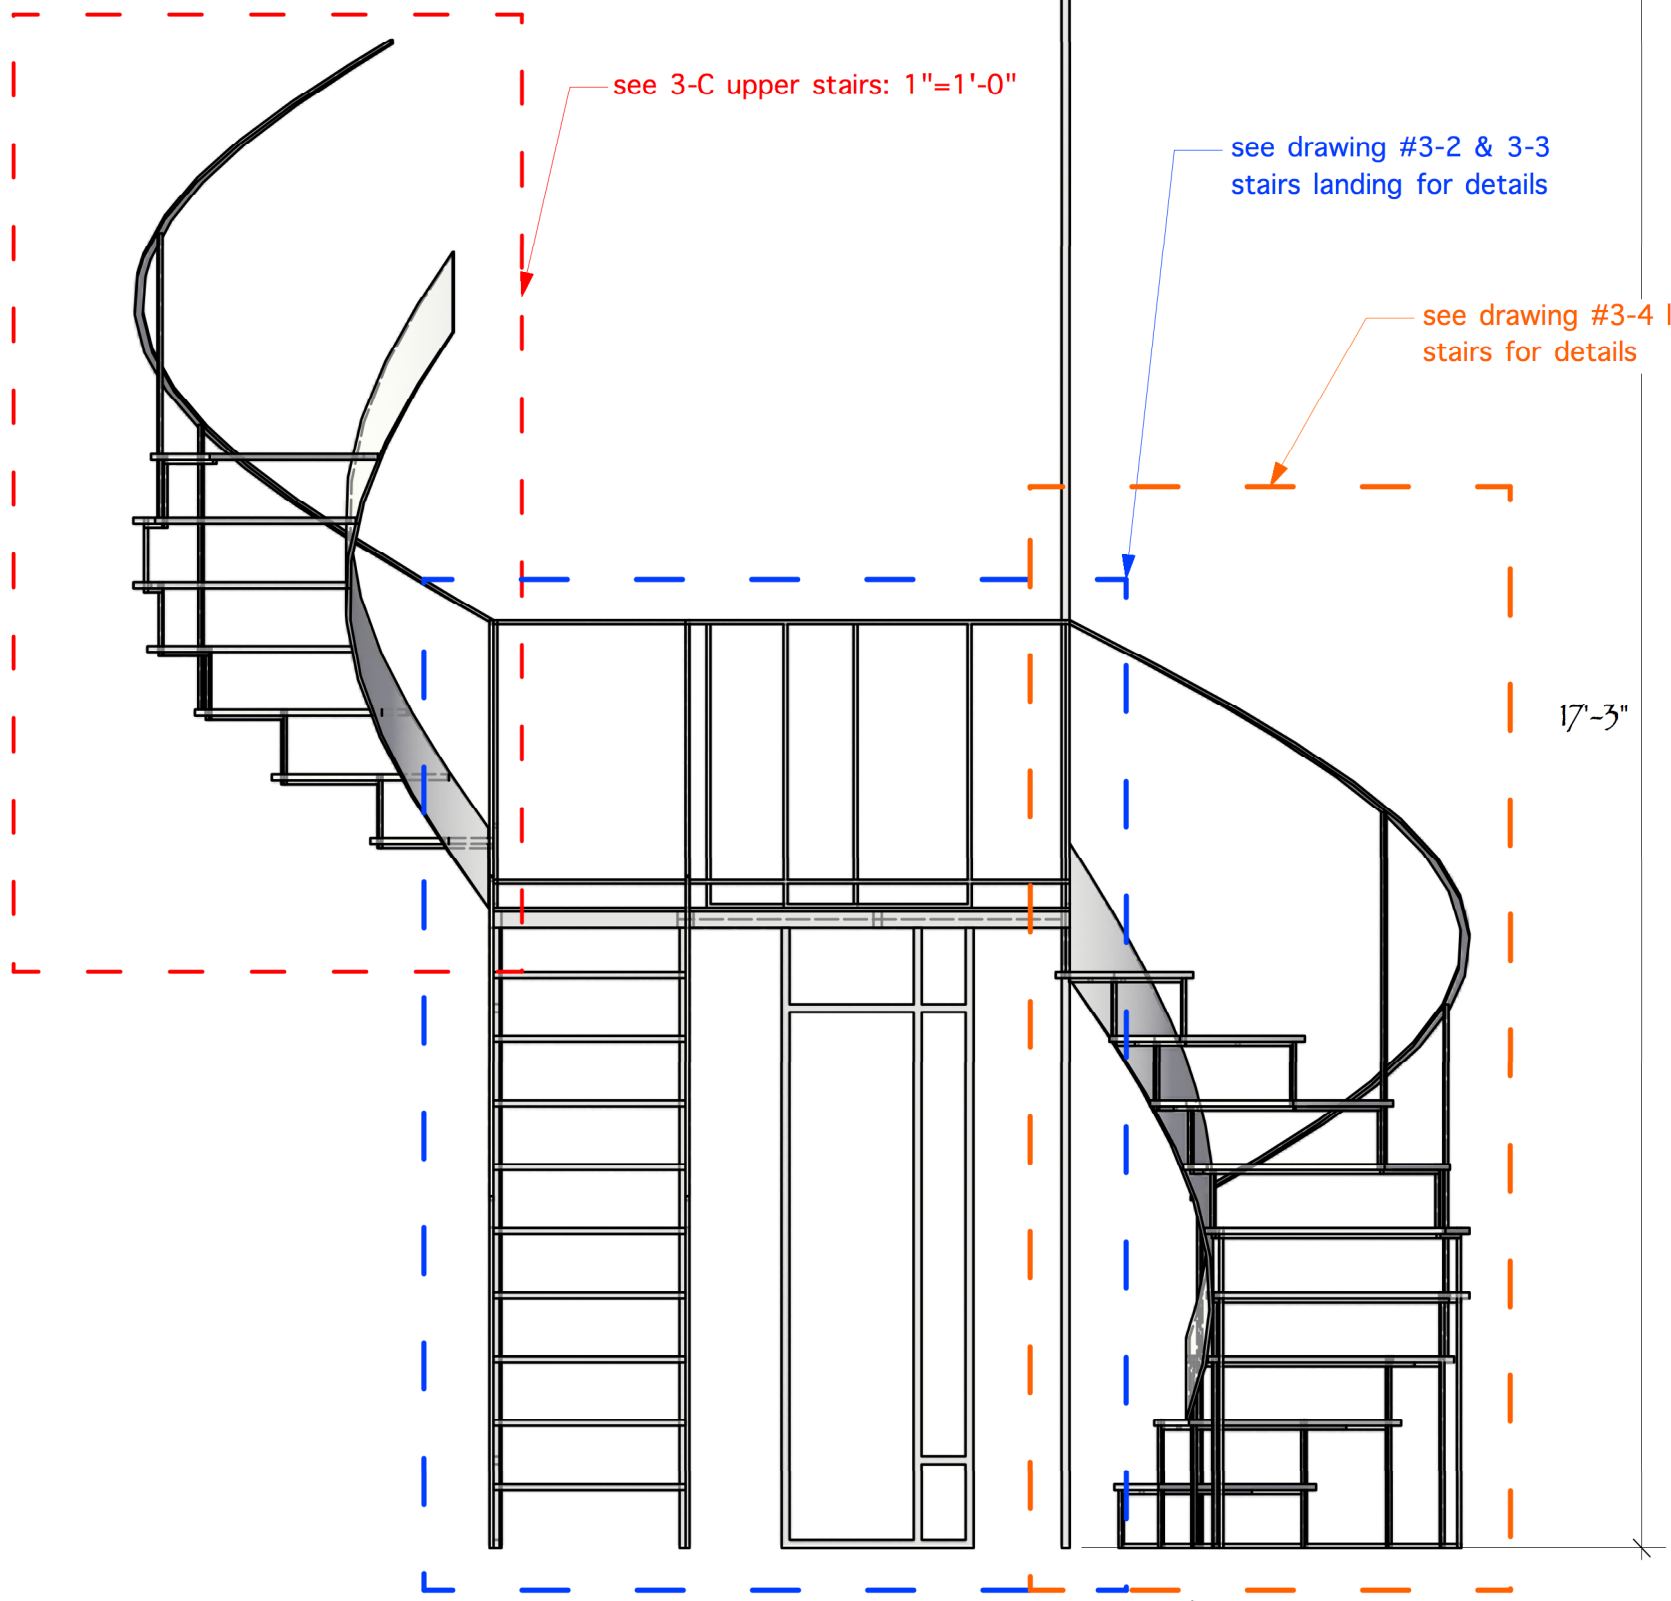 see 3-C upper stairs: 1"=1'-0"
see drawing #3-2 & 3-3
stairs landing for details
see drawing #3-4 l
stairs for details
17'-3"